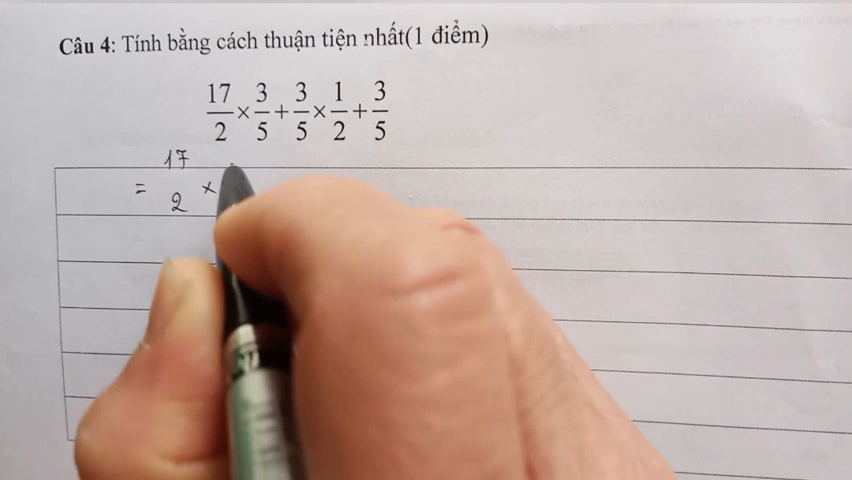 Câu 4: Tính bằng cách thuận tiện nhất(1 điểm)
17/2 × 3/5 + 3/5 × 1/2 + 3/5
= 17/2 ×